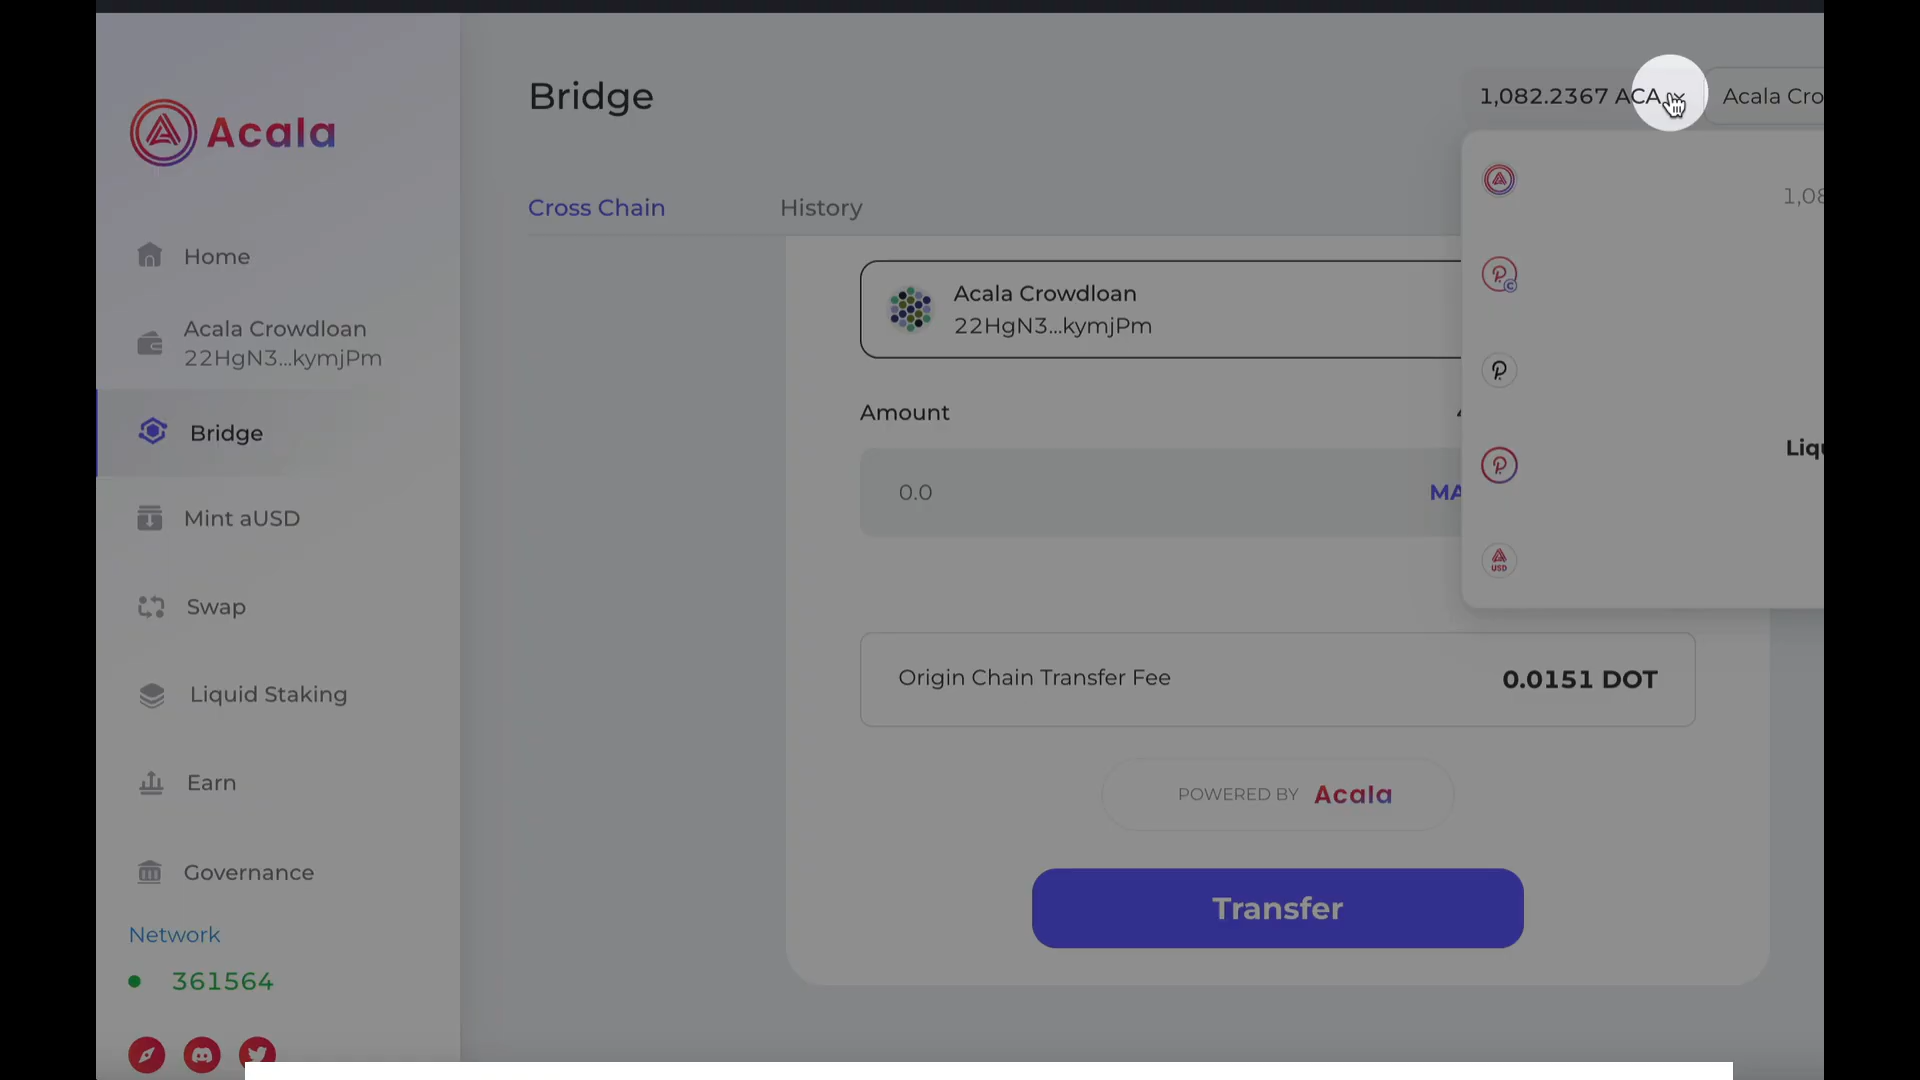 Acala
Home
Acala Crowdloan
22HgN3...kymjPm
Bridge
Mint aUSD
Swap
Liquid Staking
Earn
Governance
Network
361564
Bridge
1,082.2367 ACA
Acala Cro
Cross Chain
History
1,08
Acala Crowdloan
22HgN3...kymjPm
Amount
Liqu
0.0
MA
USD
Origin Chain Transfer Fee
0.0151 DOT
POWERED BY Acala
Transfer